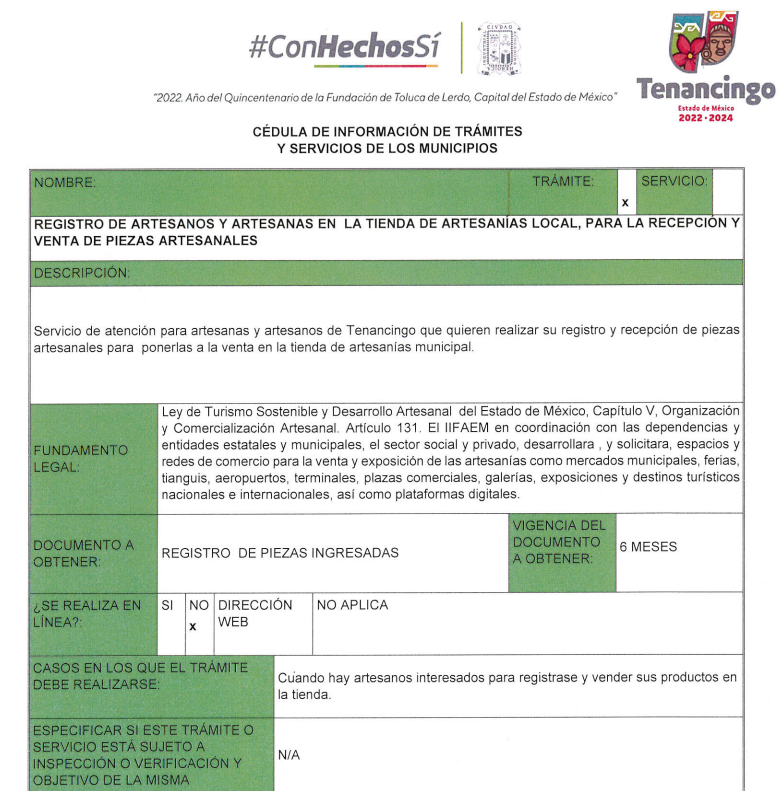 #ConHechosSí
CIUDAD
Tenancingo
Estado de México
2022 - 2024
"2022. Año del Quincentenario de la Fundación de Toluca de Lerdo, Capital del Estado de México"
CÉDULA DE INFORMACIÓN DE TRÁMITES
Y SERVICIOS DE LOS MUNICIPIOS
NOMBRE:
TRÁMITE:
x
SERVICIO:
REGISTRO DE ARTESANOS Y ARTESANAS EN LA TIENDA DE ARTESANÍAS LOCAL, PARA LA RECEPCIÓN Y
VENTA DE PIEZAS ARTESANALES
DESCRIPCIÓN:
Servicio de atención para artesanas y artesanos de Tenancingo que quieren realizar su registro y recepción de piezas
artesanales para ponerlas a la venta en la tienda de artesanías municipal.
FUNDAMENTO
LEGAL:
Ley de Turismo Sostenible y Desarrollo Artesanal del Estado de México, Capítulo V, Organización
y Comercialización Artesanal. Artículo 131. El IIFAEM en coordinación con las dependencias y
entidades estatales y municipales, el sector social y privado, desarrollara , y solicitara, espacios y
redes de comercio para la venta y exposición de las artesanías como mercados municipales, ferias,
tianguis, aeropuertos, terminales, plazas comerciales, galerías, exposiciones y destinos turísticos
nacionales e internacionales, así como plataformas digitales.
DOCUMENTO A
OBTENER:
REGISTRO DE PIEZAS INGRESADAS
VIGENCIA DEL
DOCUMENTO
A OBTENER:
6 MESES
¿SE REALIZA EN
LÍNEA?:
SI
NO
x
DIRECCIÓN
WEB
NO APLICA
CASOS EN LOS QUE EL TRÁMITE
DEBE REALIZARSE:
Cuando hay artesanos interesados para registrase y vender sus productos en
la tienda.
ESPECIFICAR SI ESTE TRÁMITE O
SERVICIO ESTÁ SUJETO A
INSPECCIÓN O VERIFICACIÓN Y
OBJETIVO DE LA MISMA
N/A